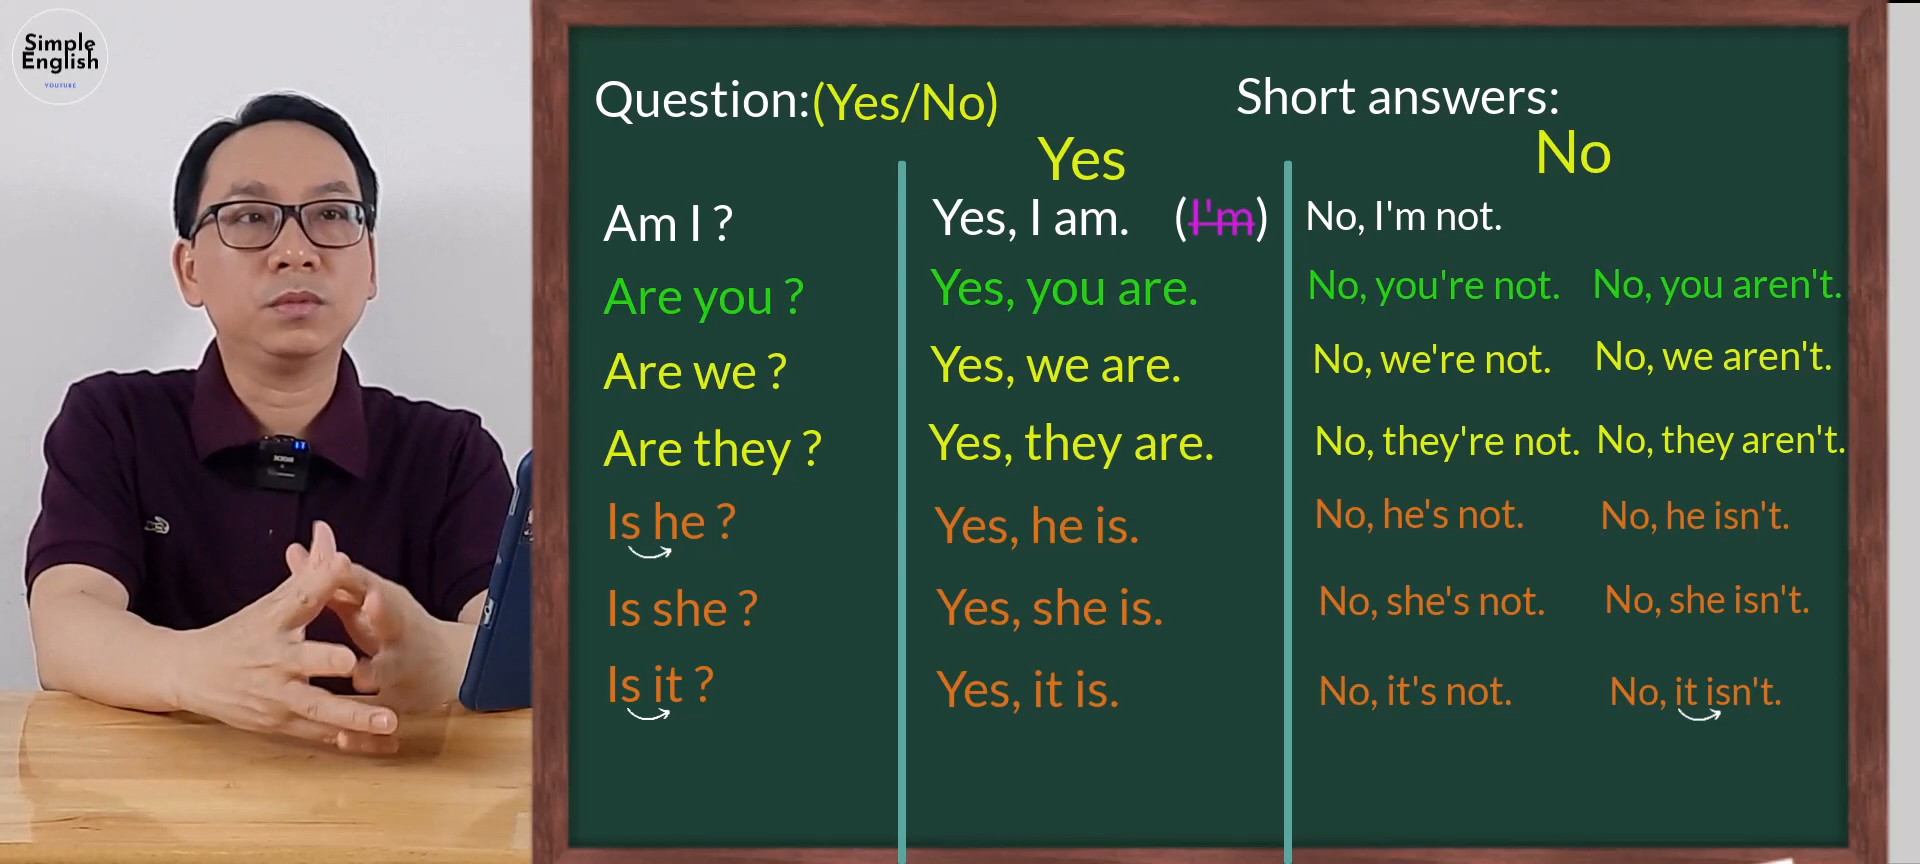 Simple
English
YOUTUBE
Question:(Yes/No) Short answers:
Yes No
Am I ? Yes, I am. (I'm) No, I'm not.
Are you ? Yes, you are. No, you're not. No, you aren't.
Are we ? Yes, we are. No, we're not. No, we aren't.
Are they ? Yes, they are. No, they're not. No, they aren't.
Is he ? Yes, he is. No, he's not. No, he isn't.
Is she ? Yes, she is. No, she's not. No, she isn't.
Is it ? Yes, it is. No, it's not. No, it isn't.